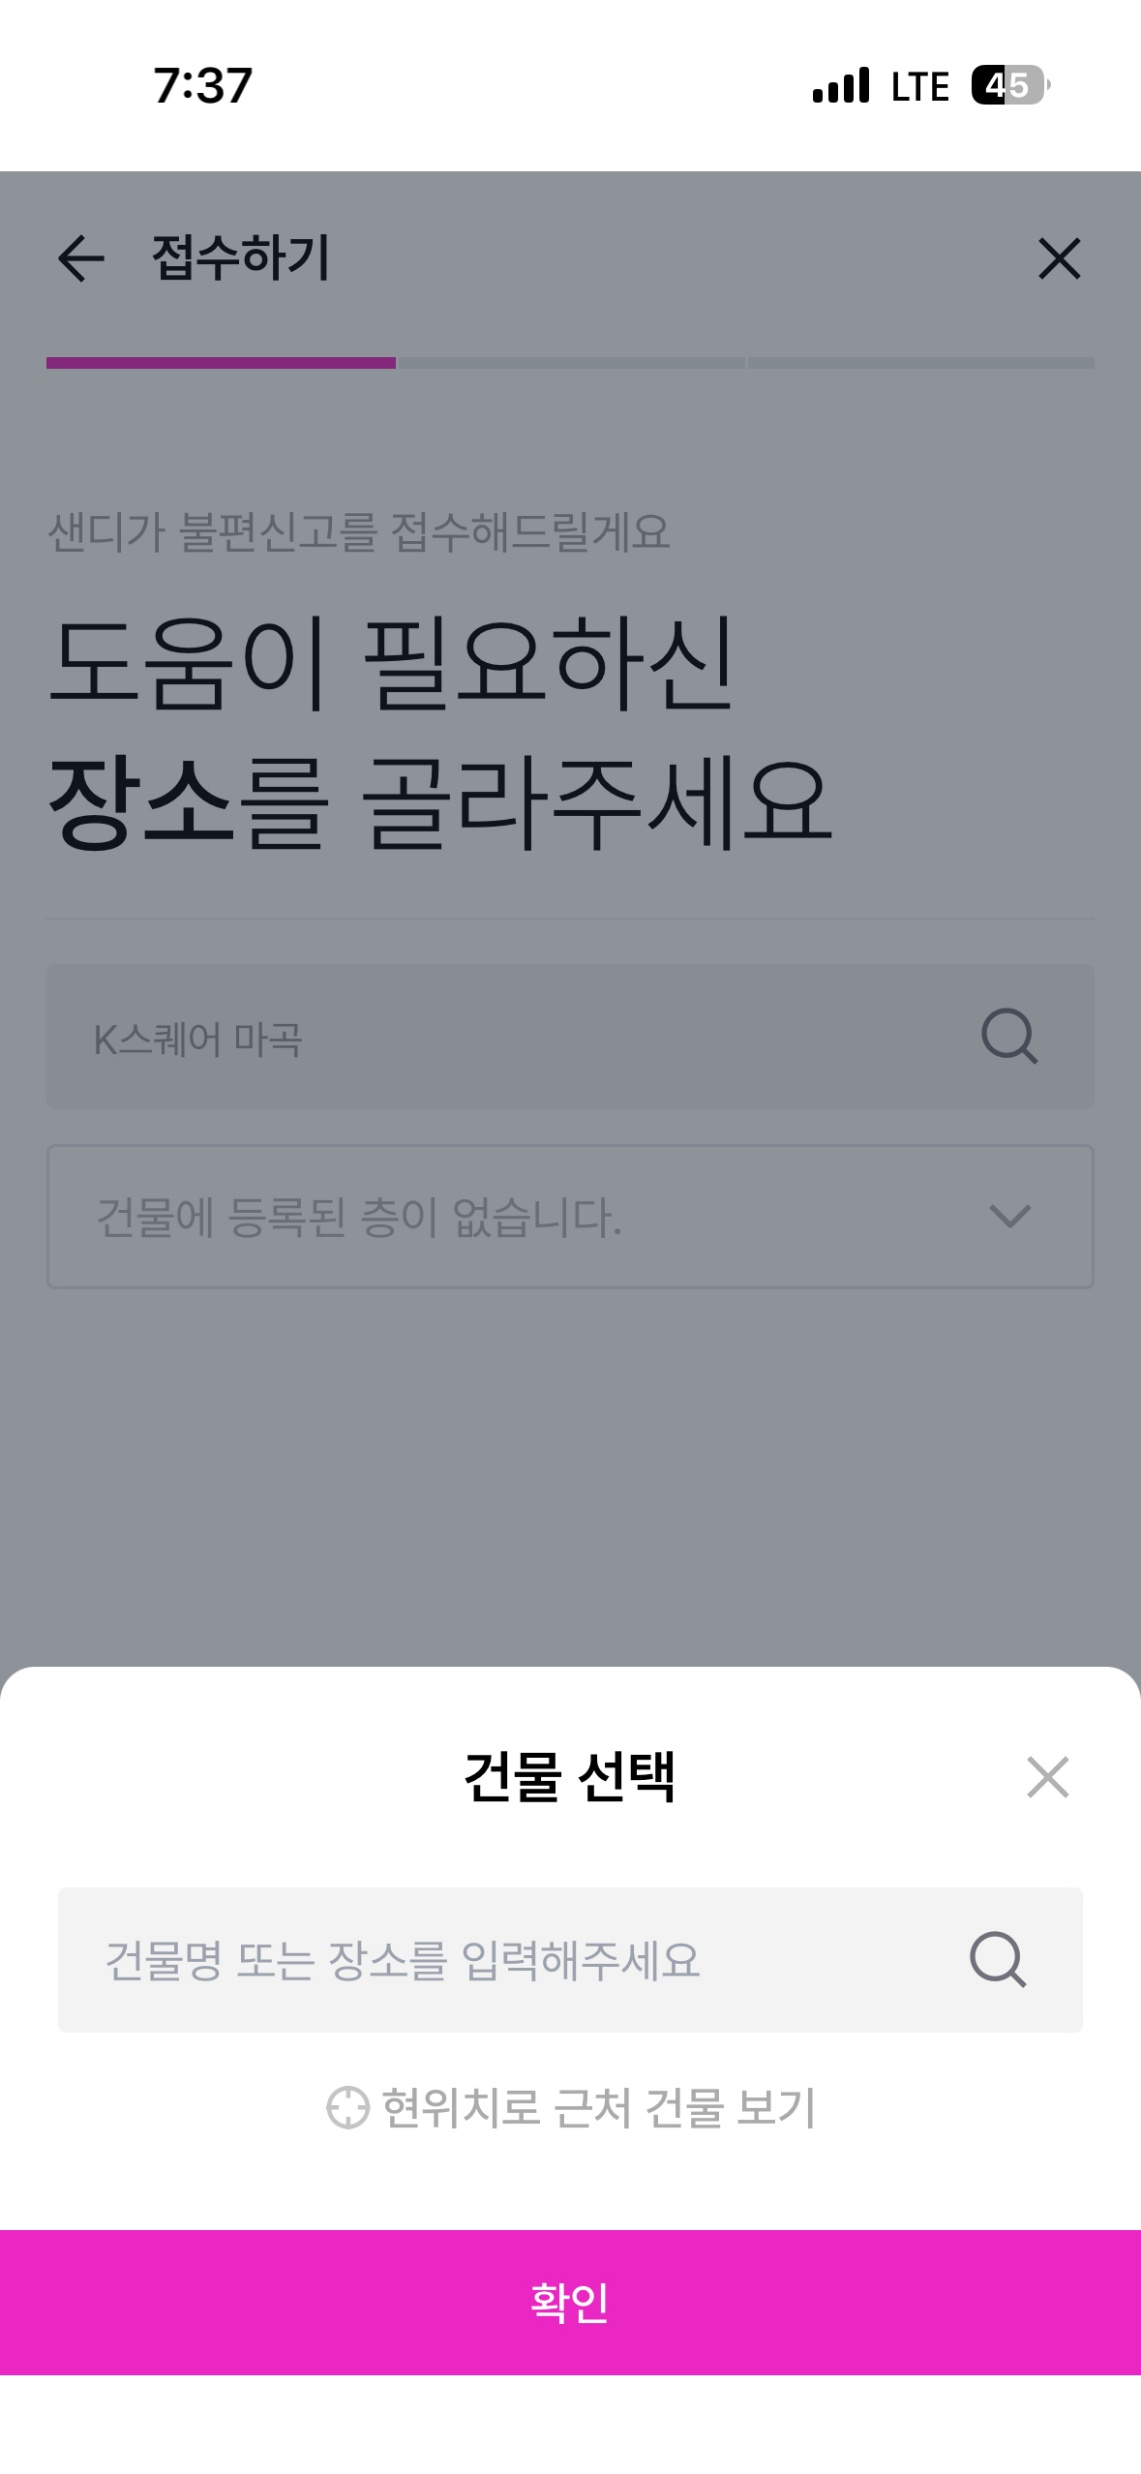 7:37
LTE 45
접수하기
샌디가 불편신고를 접수해드릴게요
도움이 필요하신
장소를 골라주세요
K스퀘어 마곡
건물에 등록된 층이 없습니다.
건물 선택
건물명 또는 장소를 입력해주세요
현위치로 근처 건물 보기
확인